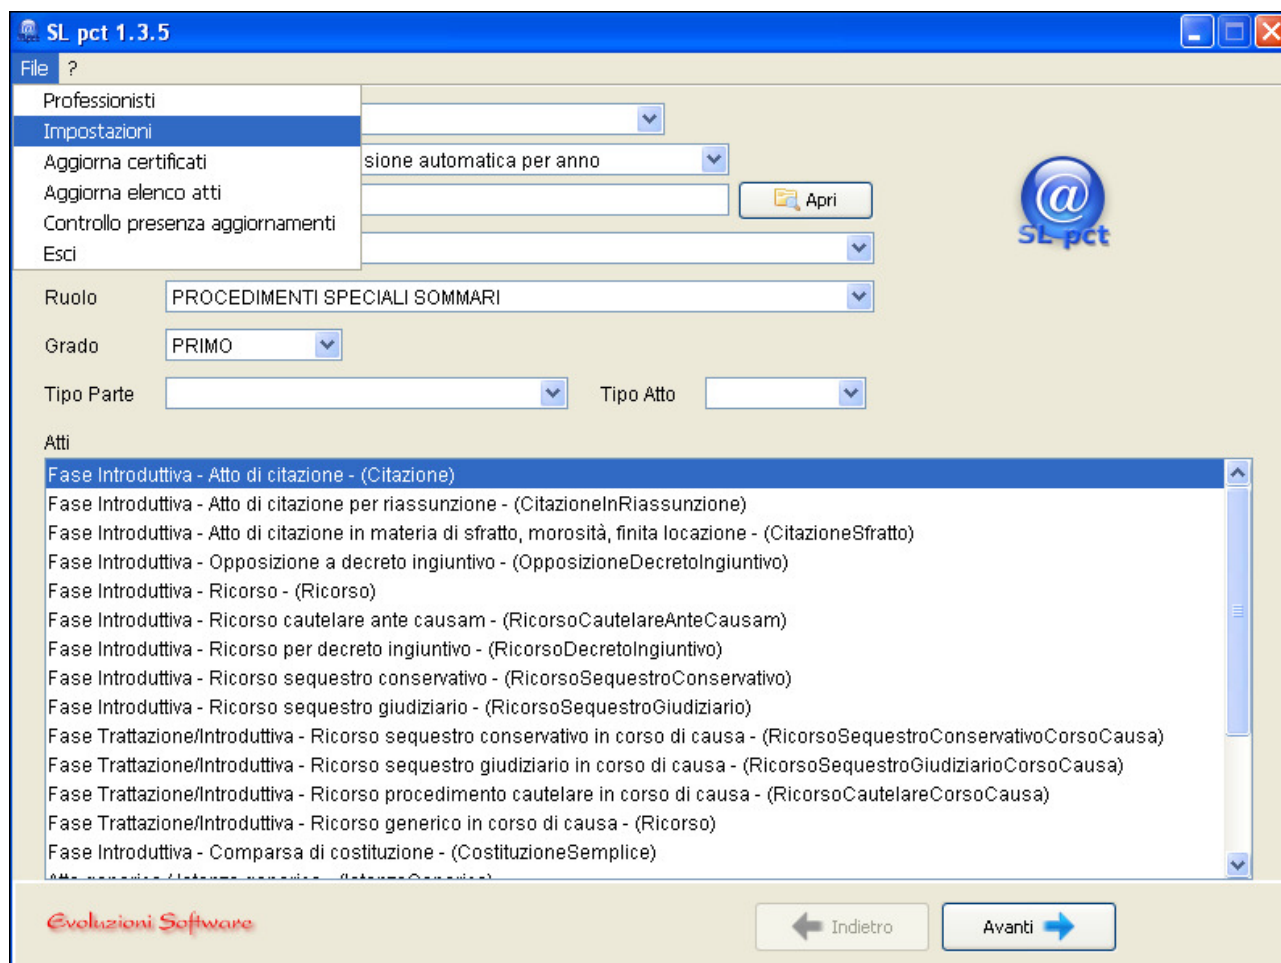 SL pct 1.3.5
File ?
Professionisti
Impostazioni
Aggiorna certificati
sione automatica per anno
Aggiorna elenco atti
Apri
Controllo presenza aggiornamenti
SL pct
Esci
Ruolo PROCEDIMENTI SPECIALI SOMMARI
Grado PRIMO
Tipo Parte Tipo Atto
Atti
Fase Introduttiva - Atto di citazione - (Citazione)
Fase Introduttiva - Atto di citazione per riassunzione - (CitazioneInRiassunzione)
Fase Introduttiva - Atto di citazione in materia di sfratto, morosità, finita locazione - (CitazioneSfratto)
Fase Introduttiva - Opposizione a decreto ingiuntivo - (OpposizioneDecretoIngiuntivo)
Fase Introduttiva - Ricorso - (Ricorso)
Fase Introduttiva - Ricorso cautelare ante causam - (RicorsoCautelareAnteCausam)
Fase Introduttiva - Ricorso per decreto ingiuntivo - (RicorsoDecretoIngiuntivo)
Fase Introduttiva - Ricorso sequestro conservativo - (RicorsoSequestroConservativo)
Fase Introduttiva - Ricorso sequestro giudiziario - (RicorsoSequestroGiudiziario)
Fase Trattazione/Introduttiva - Ricorso sequestro conservativo in corso di causa - (RicorsoSequestroConservativoCorsoCausa)
Fase Trattazione/Introduttiva - Ricorso sequestro giudiziario in corso di causa - (RicorsoSequestroGiudiziarioCorsoCausa)
Fase Trattazione/Introduttiva - Ricorso procedimento cautelare in corso di causa - (RicorsoCautelareCorsoCausa)
Fase Trattazione/Introduttiva - Ricorso generico in corso di causa - (Ricorso)
Fase Introduttiva - Comparsa di costituzione - (CostituzioneSemplice)
Evoluzioni Software
Indietro
Avanti